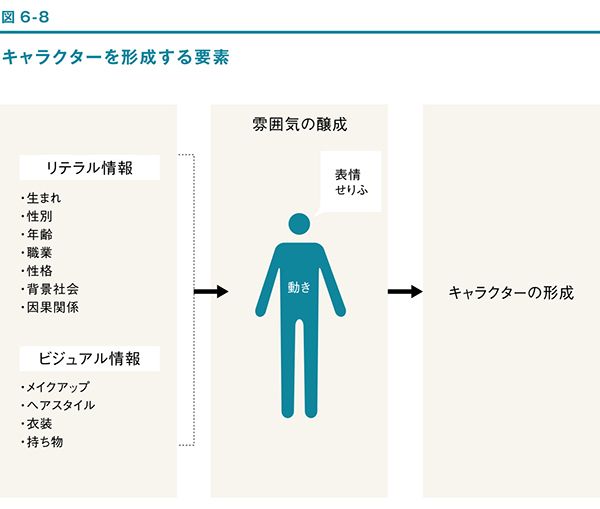 図 6-8
キャラクターを形成する要素
リテラル情報
・生まれ
・性別
・年齢
・職業
・性格
・背景社会
・因果関係
ビジュアル情報
・メイクアップ
・ヘアスタイル
・衣装
・持ち物
雰囲気の醸成
表情
せりふ
動き
キャラクターの形成